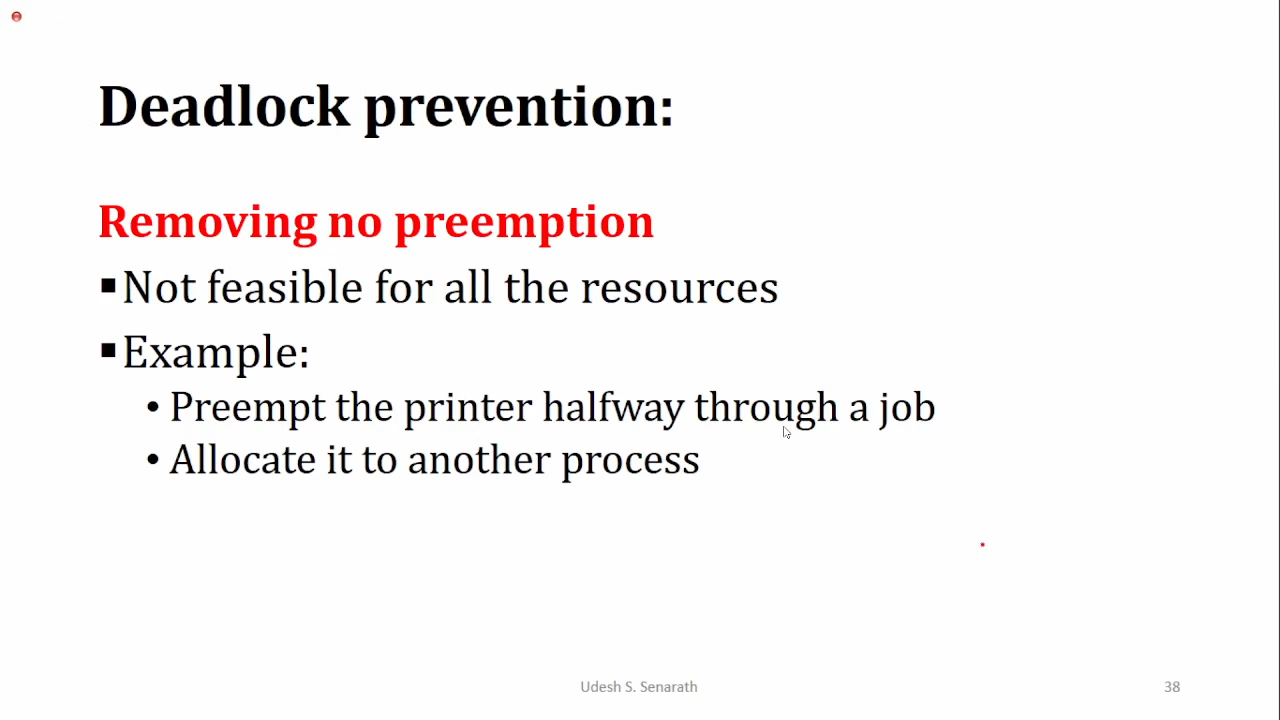 Deadlock prevention:
Removing no preemption
▪Not feasible for all the resources
▪Example:
• Preempt the printer halfway through a job
• Allocate it to another process
Udesh S. Senarath
38